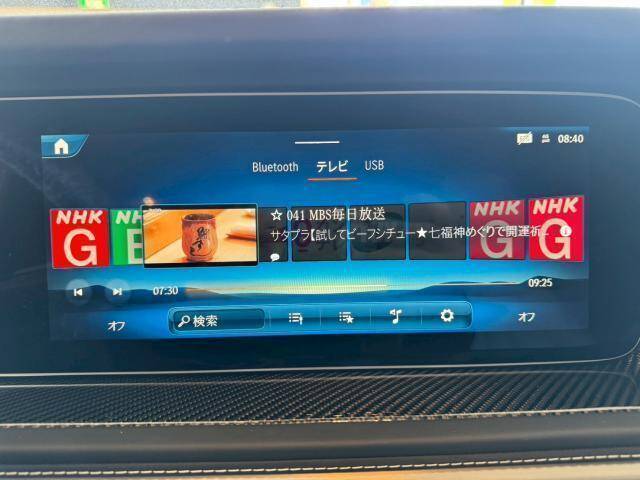 08:40
Bluetooth テレビ USB
NHK
G
E
☆ 041 MBS毎日放送
サタプラ【試してビーフシチュー★七福神めぐりで開運祈…
NHK
G
NHK
G
07:30
09:25
オフ
検索
オフ